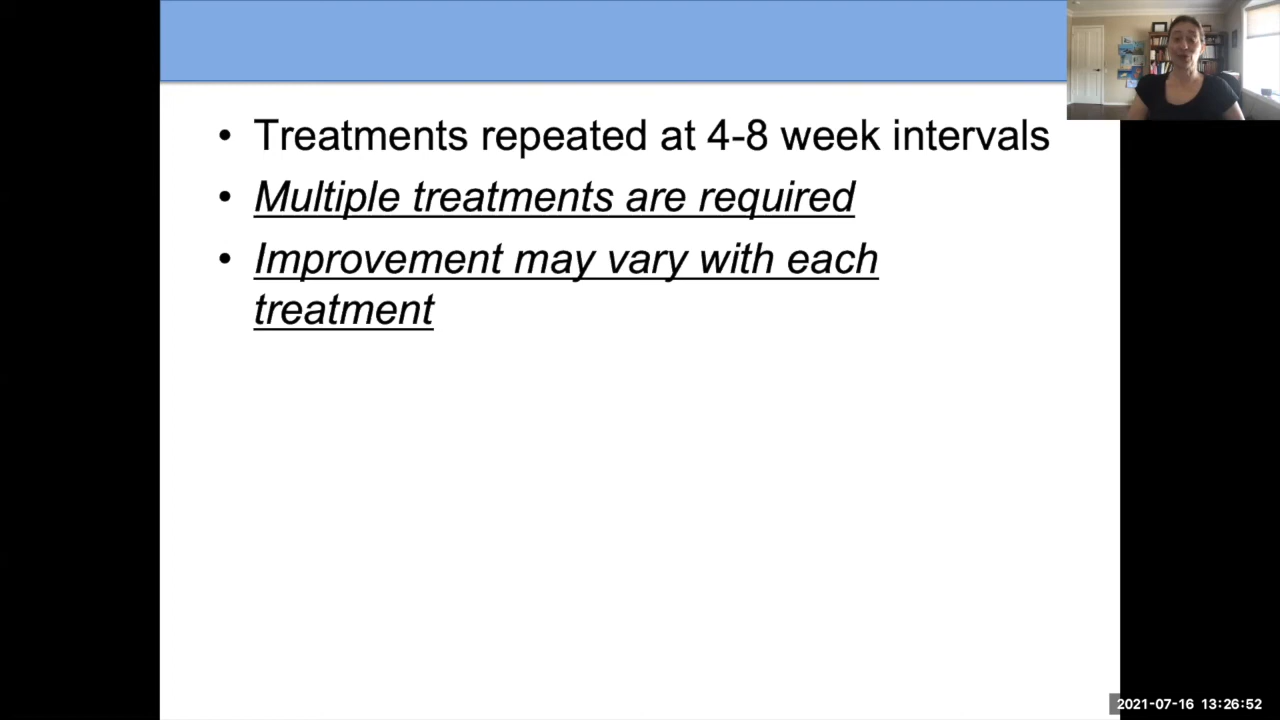 • Treatments repeated at 4-8 week intervals
• Multiple treatments are required
• Improvement may vary with each
treatment
2021-07-16 13:26:52